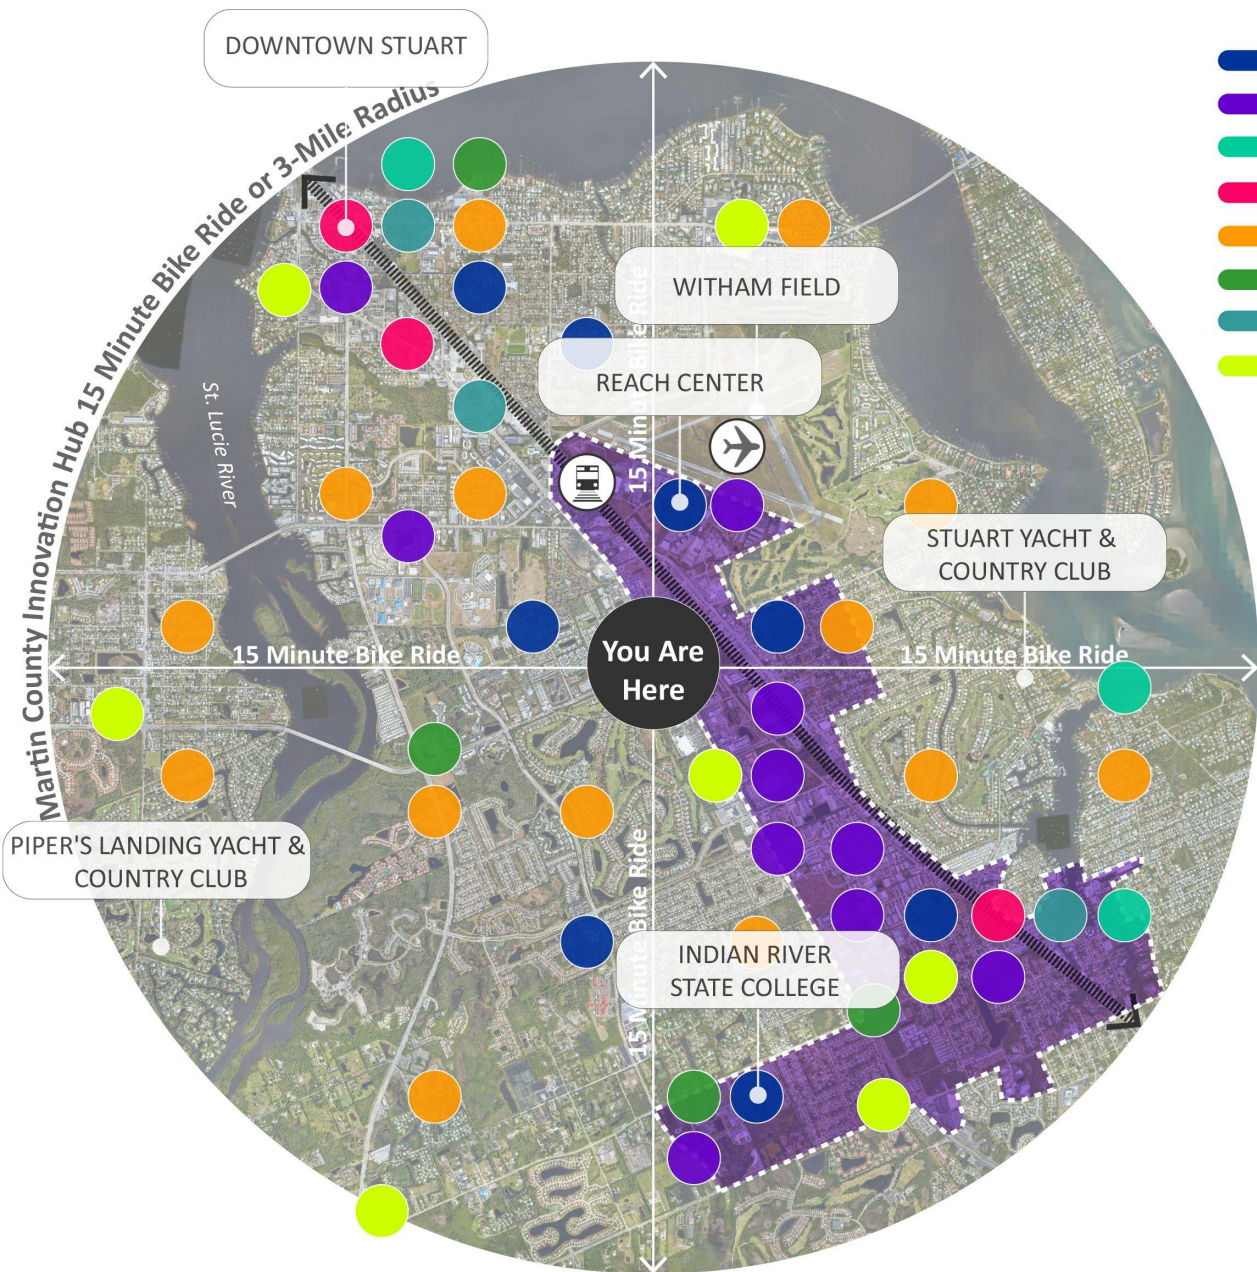 DOWNTOWN STUART
Martin County Innovation Hub 15 Minute Bike Ride or 3-Mile Radius
WITHAM FIELD
15 Minute Bike Ride
REACH CENTER
St. Lucie River
STUART YACHT &
COUNTRY CLUB
15 Minute Bike Ride
You Are
Here
15 Minute Bike Ride
PIPER'S LANDING YACHT &
COUNTRY CLUB
15 Minute Bike Ride
INDIAN RIVER
STATE COLLEGE